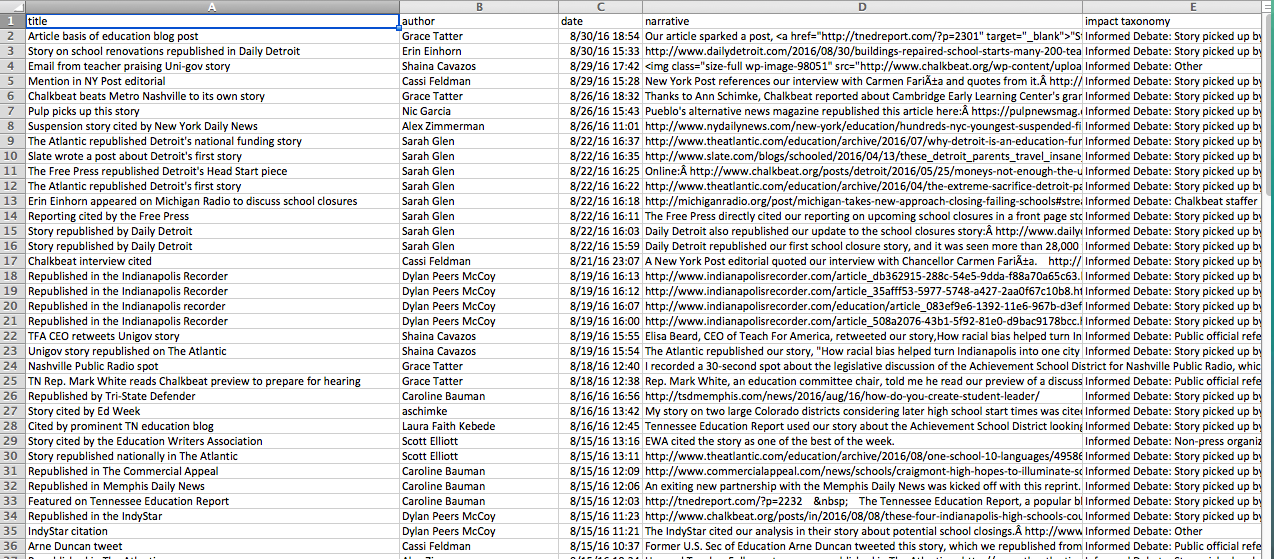 A B C D E
1 title author date narrative impact taxonomy
2 Article basis of education blog post Grace Tatter 8/30/16 18:54 Our article sparked a post, <a href="http://tnedreport.com/?p=2301" target="_blank">"S Informed Debate: Story picked up by
3 Story on school renovations republished in Daily Detroit Erin Einhorn 8/30/16 15:33 http://www.dailydetroit.com/2016/08/30/buildings-repaired-school-starts-many-200-tea Informed Debate: Story picked up by
4 Email from teacher praising Uni-gov story Shaina Cavazos 8/29/16 17:42 <img class="size-full wp-image-98051" src="http://www.chalkbeat.org/wp-content/uploa Informed Debate: Other
5 Mention in NY Post editorial Cassi Feldman 8/29/16 15:28 New York Post references our interview with Carmen FariÃ±a and quotes from it.Â http:/ Informed Debate: Story picked up by
6 Chalkbeat beats Metro Nashville to its own story Grace Tatter 8/26/16 18:32 Thanks to Ann Schimke, Chalkbeat reported about Cambridge Early Learning Center's grar Informed Debate: Story picked up by
7 Pulp picks up this story Nic Garcia 8/26/16 15:43 Pueblo's alternative news magazine republished this article here:Â https://pulpnewsmag. Informed Debate: Story picked up by
8 Suspension story cited by New York Daily News Alex Zimmerman 8/26/16 11:01 http://www.nydailynews.com/new-york/education/hundreds-nyc-youngest-suspended-fi Informed Debate: Story picked up by
9 The Atlantic republished Detroit's national funding story Sarah Glen 8/22/16 16:37 http://www.theatlantic.com/education/archive/2016/07/why-detroit-is-an-education-fur Informed Debate: Story picked up by
10 Slate wrote a post about Detroit's first story Sarah Glen 8/22/16 16:35 http://www.slate.com/blogs/schooled/2016/04/13/these_detroit_parents_travel_insane Informed Debate: Story picked up by
11 The Free Press republished Detroit's Head Start piece Sarah Glen 8/22/16 16:25 Online:Â http://www.chalkbeat.org/posts/detroit/2016/05/25/moneys-not-enough-the-u Informed Debate: Story picked up by
12 The Atlantic republished Detroit's first story Sarah Glen 8/22/16 16:22 http://www.theatlantic.com/education/archive/2016/04/the-extreme-sacrifice-detroit-pa Informed Debate: Story picked up by
13 Erin Einhorn appeared on Michigan Radio to discuss school closures Sarah Glen 8/22/16 16:18 http://michiganradio.org/post/michigan-takes-new-approach-closing-failing-schools#strea Informed Debate: Chalkbeat staffer
14 Reporting cited by the Free Press Sarah Glen 8/22/16 16:11 The Free Press directly cited our reporting on upcoming school closures in a front page sto Informed Debate: Story picked up by
15 Story republished by Daily Detroit Sarah Glen 8/22/16 16:03 Daily Detroit also republished our update to the school closures story:Â http://www.daily Informed Debate: Story picked up by
16 Story republished by Daily Detroit Sarah Glen 8/22/16 15:59 Daily Detroit republished our first school closure story, and it was seen more than 28,000 Informed Debate: Story picked up by
17 Chalkbeat interview cited Cassi Feldman 8/21/16 23:07 A New York Post editorial quoted our interview with Chancellor Carmen FariÃ±a. http:/ Informed Debate: Story picked up by
18 Republished in the Indianapolis Recorder Dylan Peers McCoy 8/19/16 16:13 http://www.indianapolisrecorder.com/article_db362915-288c-54e5-9dda-f88a70a65c63. Informed Debate: Story picked up by
19 Republished in the Indianapolis Recorder Dylan Peers McCoy 8/19/16 16:12 http://www.indianapolisrecorder.com/article_35afff53-5977-5748-a427-2aa0f67c10b8.ht Informed Debate: Story picked up by
20 Republished in the Indianapolis recorder Dylan Peers McCoy 8/19/16 16:07 http://www.indianapolisrecorder.com/education/article_083ef9e6-1392-11e6-967b-d3ef Informed Debate: Story picked up by
21 Republished in the Indianapolis Recorder Dylan Peers McCoy 8/19/16 16:00 http://www.indianapolisrecorder.com/article_508a2076-43b1-5f92-81e0-d9bac9178bcc.h Informed Debate: Story picked up by
22 TFA CEO retweets Unigov story Shaina Cavazos 8/19/16 15:55 Elisa Beard, CEO of Teach For America, retweeted our story,How racial bias helped turn In Informed Debate: Public official refe
23 Unigov story republished on The Atlantic Shaina Cavazos 8/19/16 15:54 The Atlantic republished our story, "How racial bias helped turn Indianapolis into one city Informed Debate: Story picked up by
24 Nashville Public Radio spot Grace Tatter 8/18/16 12:40 I recorded a 30-second spot about the legislative discussion of the Achievement School District for Nashville Public Radio, whic
25 TN Rep. Mark White reads Chalkbeat preview to prepare for hearing Grace Tatter 8/18/16 12:38 Rep. Mark White, an education committee chair, told me he read our preview of a discuss Informed Debate: Public official refe
26 Republished by Tri-State Defender Caroline Bauman 8/16/16 16:56 http://tsdmemphis.com/news/2016/aug/16/how-do-you-create-student-leader/ Informed Debate: Story picked up by
27 Story cited by Ed Week aschimke 8/16/16 13:42 My story on two large Colorado districts considering later high school start times was cited Informed Debate: Story picked up by
28 Cited by prominent TN education blog Laura Faith Kebede 8/16/16 12:45 Tennessee Education Report used our story about the Achievement School District looking Informed Debate: Story picked up by
29 Story cited by the Education Writers Association Scott Elliott 8/15/16 13:16 EWA cited the story as one of the best of the week. Informed Debate: Non-press organiz
30 Story republished nationally in The Atlantic Scott Elliott 8/15/16 13:11 http://www.theatlantic.com/education/archive/2016/08/one-school-10-languages/49586 Informed Debate: Story picked up by
31 Republished in The Commercial Appeal Caroline Bauman 8/15/16 12:09 http://www.commercialappeal.com/news/schools/craigmont-high-hopes-to-illuminate-sc Informed Debate: Story picked up by
32 Republished in Memphis Daily News Caroline Bauman 8/15/16 12:06 An exiting new partnership with the Memphis Daily News was kicked off with this reprint. Informed Debate: Story picked up by
33 Featured on Tennessee Education Report Caroline Bauman 8/15/16 12:03 http://tnedreport.com/?p=2232 &nbsp; The Tennessee Education Report, a popular bl Informed Debate: Story picked up by
34 Republished in the IndyStar Dylan Peers McCoy 8/15/16 11:23 http://www.chalkbeat.org/posts/in/2016/08/08/these-four-indianapolis-high-schools-cou Informed Debate: Story picked up by
35 IndyStar citation Dylan Peers McCoy 8/15/16 11:21 The IndyStar cited our analysis in their story about potential school closings.Â http://www Informed Debate: Other
36 Arne Duncan tweet Cassi Feldman 8/15/16 10:37 Former U.S. Sec of Education Arne Duncan tweeted this story, which we republished from Informed Debate: Public official refe